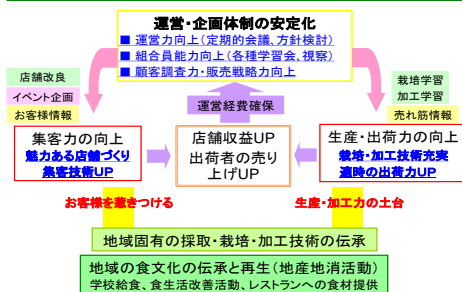 運営・企画体制の安定化
■ 運営力向上(定期的会議、方針検討)
■ 組合員能力向上(各種学習会、視察)
■ 顧客調査力・販売戦略力向上
店舗改良
イベント企画
お客様情報
栽培学習
加工学習
売れ筋情報
運営経費確保
集客力の向上
魅力ある店舗づくり
集客技術UP
店舗収益UP
出荷者の売り
上げUP
生産・出荷力の向上
栽培・加工技術充実
適時の出荷力UP
お客様を惹きつける
生産・加工力の土台
地域固有の採取・栽培・加工技術の伝承
地域の食文化の伝承と再生(地産地消活動)
学校給食、食生活改善活動、レストランへの食材提供